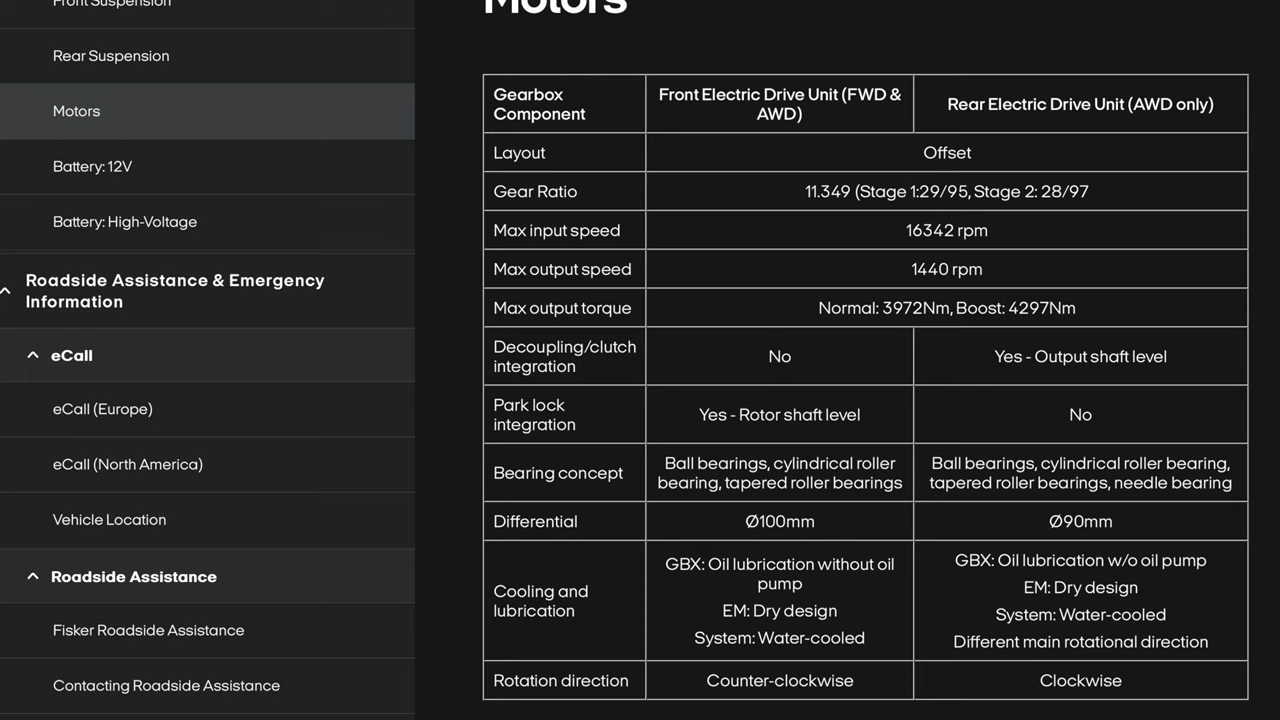 Front Suspension
Rear Suspension
Motors
Battery: 12V
Battery: High-Voltage
Roadside Assistance & Emergency
Information
eCall
eCall (Europe)
eCall (North America)
Vehicle Location
Roadside Assistance
Fisker Roadside Assistance
Contacting Roadside Assistance
Motors
Gearbox
Component
Front Electric Drive Unit (FWD &
AWD)
Rear Electric Drive Unit (AWD only)
Layout
Offset
Gear Ratio
11.349 (Stage 1:29/95, Stage 2: 28/97
Max input speed
16342 rpm
Max output speed
1440 rpm
Max output torque
Normal: 3972Nm, Boost: 4297Nm
Decoupling/clutch
integration
No
Yes - Output shaft level
Park lock
integration
Yes - Rotor shaft level
No
Bearing concept
Ball bearings, cylindrical roller
bearing, tapered roller bearings
Ball bearings, cylindrical roller bearing,
tapered roller bearings, needle bearing
Differential
Ø100mm
Ø90mm
Cooling and
lubrication
GBX: Oil lubrication without oil
pump
EM: Dry design
System: Water-cooled
GBX: Oil lubrication w/o oil pump
EM: Dry design
System: Water-cooled
Different main rotational direction
Rotation direction
Counter-clockwise
Clockwise